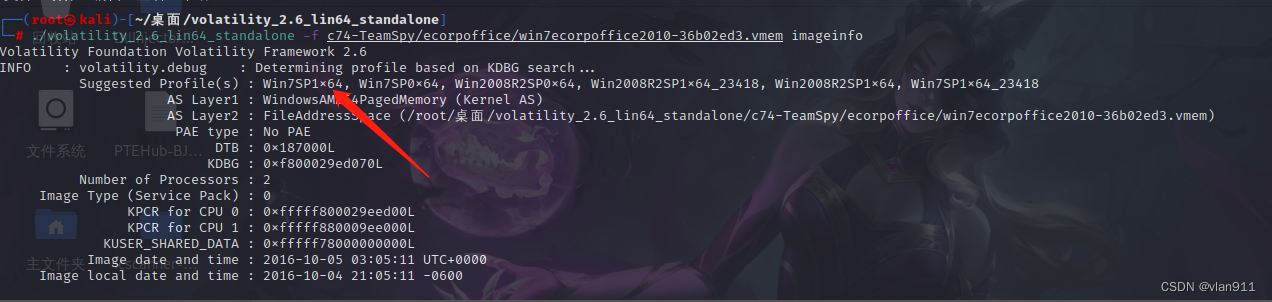 ┌──(root㉿kali)-[~/桌面/volatility_2.6_lin64_standalone]
└─# ./volatility_2.6_lin64_standalone -f c74-TeamSpy/ecorpoffice/win7ecorpoffice2010-36b02ed3.vmem imageinfo
Volatility Foundation Volatility Framework 2.6
INFO    : volatility.debug    : Determining profile based on KDBG search...
Suggested Profile(s) : Win7SP1×64, Win7SP0×64, Win2008R2SP0×64, Win2008R2SP1×64_23418, Win2008R2SP1×64, Win7SP1×64_23418
AS Layer1 : WindowsAMD64PagedMemory (Kernel AS)
AS Layer2 : FileAddressSpace (/root/桌面/volatility_2.6_lin64_standalone/c74-TeamSpy/ecorpoffice/win7ecorpoffice2010-36b02ed3.vmem)
PAE type : No PAE
文件系统 PTEHub-BJ...
DTB : 0×187000L
KDBG : 0×f800029ed070L
Number of Processors : 2
Image Type (Service Pack) : 0
KPCR for CPU 0 : 0×fffff800029eed00L
KPCR for CPU 1 : 0×fffff880009ee000L
KUSER_SHARED_DATA : 0×fffff78000000000L
Image date and time : 2016-10-05 03:05:11 UTC+0000
主文件夹
Image local date and time : 2016-10-04 21:05:11 -0600
CSDN @vlan911